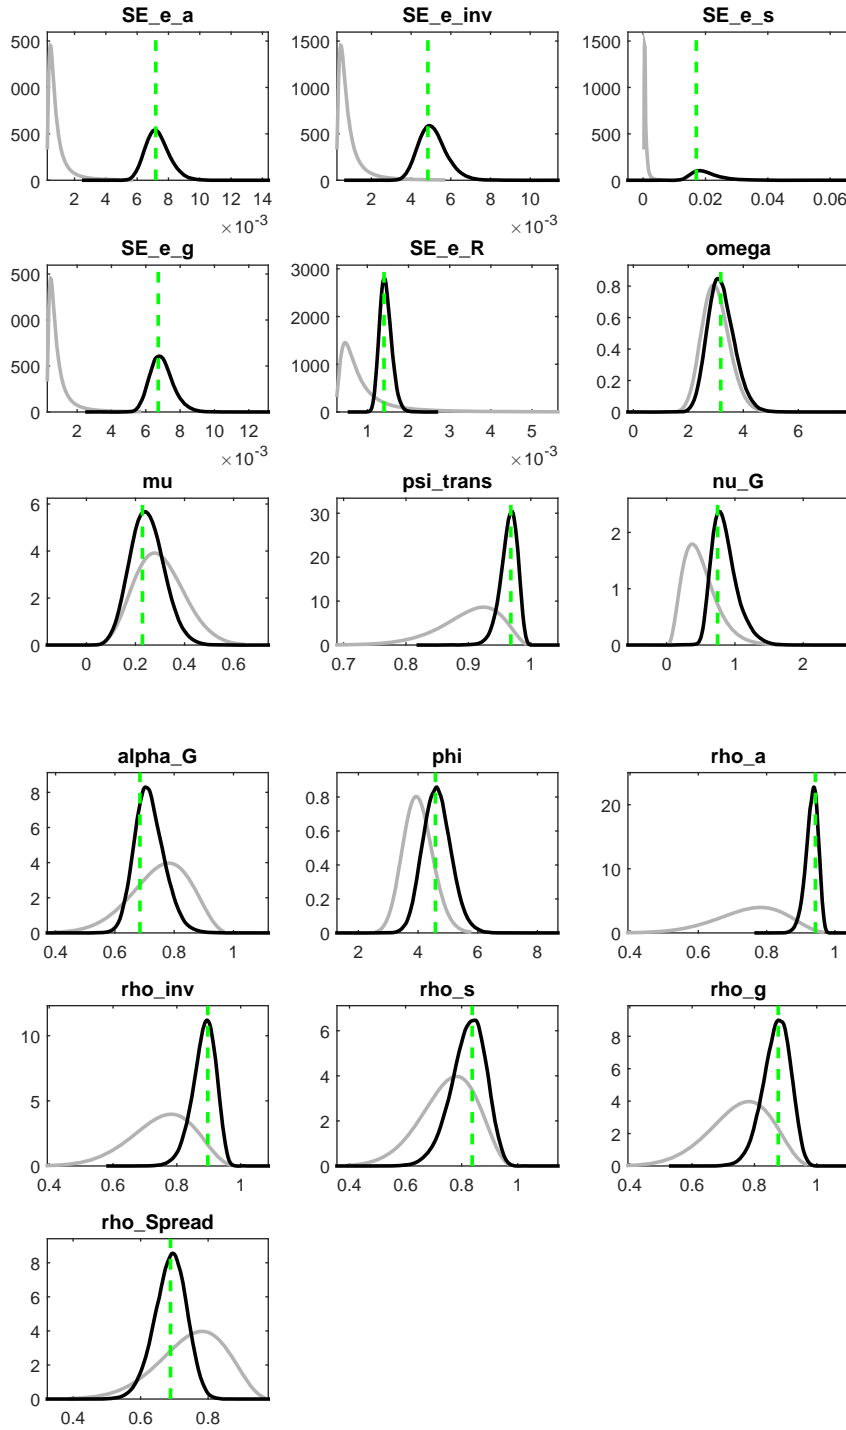 SE_e_a SE_e_inv SE_e_s
500 1500 1500
000 1000 1000
500 500 500
0 0 0
2 4 6 8 10 12 14 2 4 6 8 10 0 0.02 0.04 0.06
×10⁻³ ×10⁻³
SE_e_g SE_e_R omega
500 3000 0.8
000 2000 0.6
500 1000 0.4
0.2
0 0 0
2 4 6 8 10 12 1 2 3 4 5 0 2 4 6
×10⁻³ ×10⁻³
mu psi_trans nu_G
6 30 2
4 20
2 10 1
0 0 0
0 0.2 0.4 0.6 0.7 0.8 0.9 1 0 1 2
alpha_G phi rho_a
8 0.8 20
6 0.6
4 0.4 10
2 0.2
0 0 0
0.4 0.6 0.8 1 2 4 6 8 0.4 0.6 0.8 1
rho_inv rho_s rho_g
10 6 8
6
5 4 4
2 2
0 0 0
0.4 0.6 0.8 1 0.4 0.6 0.8 1 0.4 0.6 0.8 1
rho_Spread
8
6
4
2
0
0.4 0.6 0.8